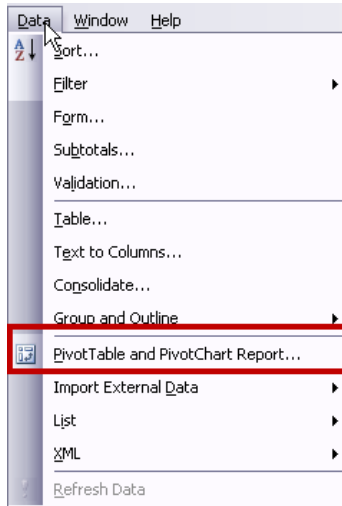 Data Window Help
Sort...
Filter
Form...
Subtotals...
Validation...
Table...
Text to Columns...
Consolidate...
Group and Outline
PivotTable and PivotChart Report...
Import External Data
List
XML
Refresh Data